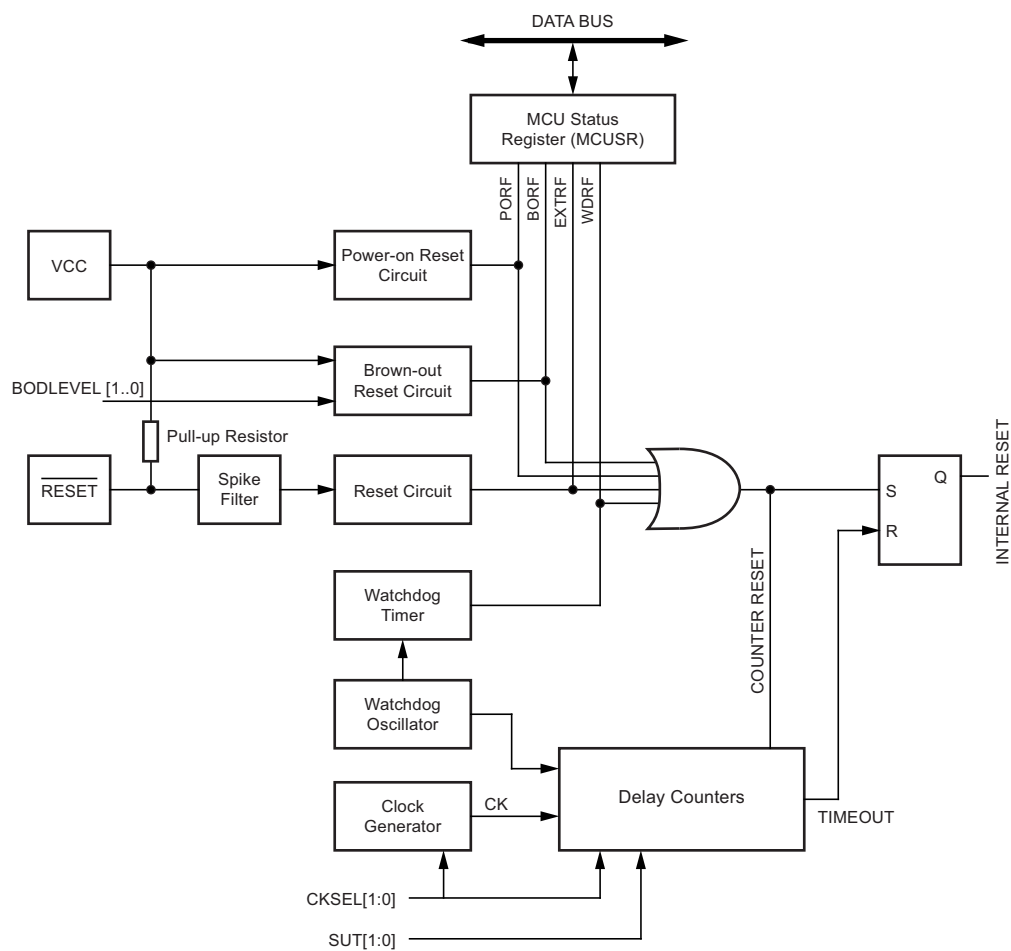 DATA BUS
MCU Status
Register (MCUSR)
PORF
BORF
EXTRF
WDRF
VCC
Power-on Reset
Circuit
Brown-out
Reset Circuit
BODLEVEL [1..0]
Pull-up Resistor
RESET
Spike
Filter
Reset Circuit
S
Q
R
INTERNAL RESET
Watchdog
Timer
COUNTER RESET
Watchdog
Oscillator
Clock
Generator
CK
Delay Counters
TIMEOUT
CKSEL[1:0]
SUT[1:0]